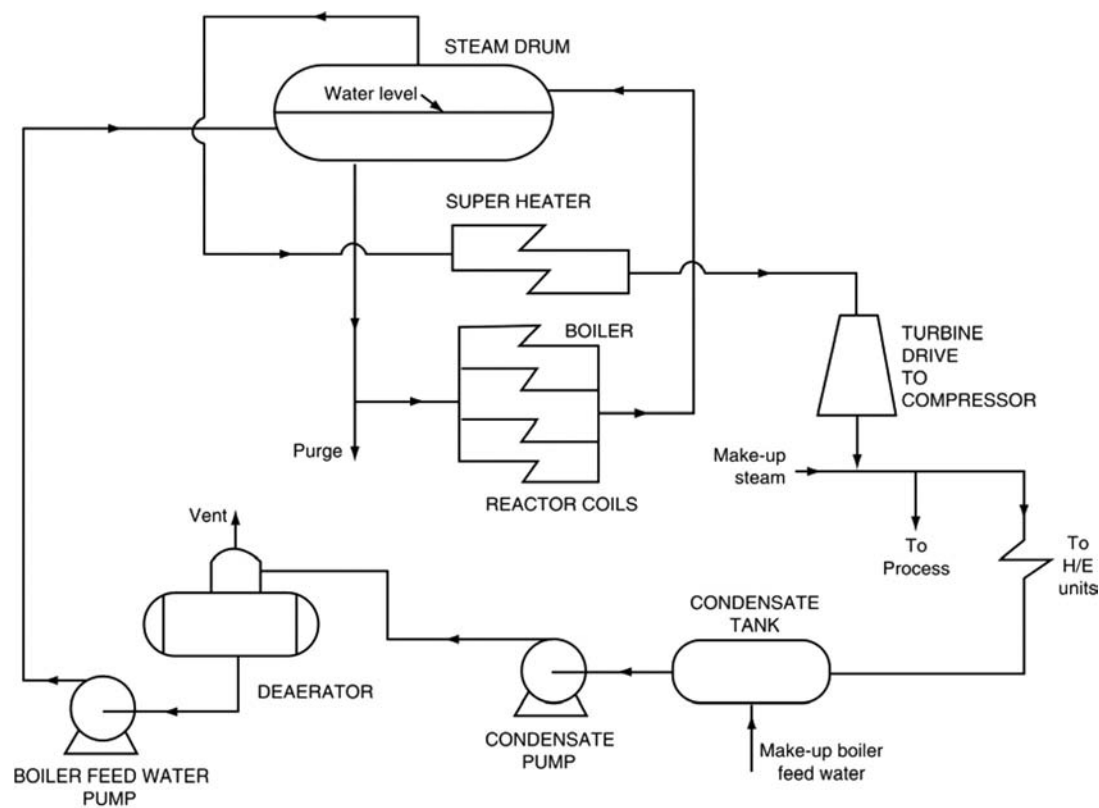 STEAM DRUM
Water level
SUPER HEATER
BOILER
TURBINE
DRIVE
TO
COMPRESSOR
Purge
REACTOR COILS
Make-up
steam
To
Process
To
H/E
units
Vent
DEAERATOR
CONDENSATE
TANK
CONDENSATE
PUMP
Make-up boiler
feed water
BOILER FEED WATER
PUMP